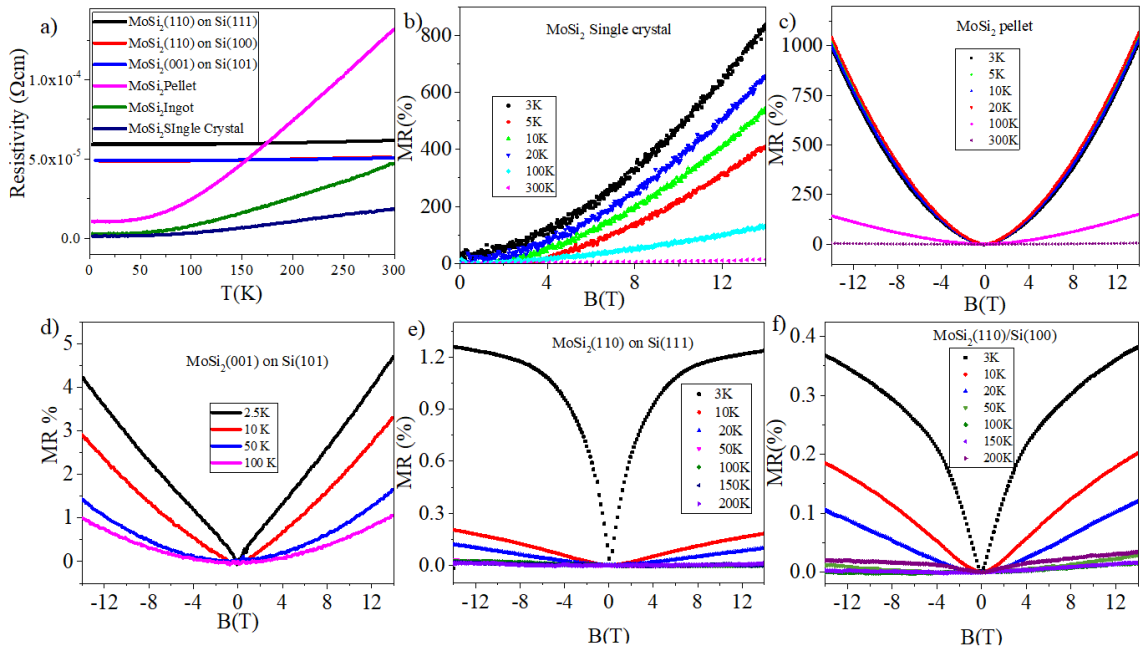 a)
MoSi₂(110) on Si(111)
MoSi₂(110) on Si(100)
MoSi₂(001) on Si(101)
MoSi₂Pellet
MoSi₂Ingot
MoSi₂SIngle Crystal
Resistivity (Ωcm)
1.0x10⁻⁴
5.0x10⁻⁵
0.0
0 50 100 150 200 250 300
T(K)
b)
MoSi₂ Single crystal
3K
5K
10K
20K
100K
300K
MR(%)
800
600
400
200
0
0 4 8 12
B(T)
c)
MoSi₂ pellet
3K
5K
10K
20K
100K
300K
MR (%)
1000
750
500
250
0
-12 -8 -4 0 4 8 12
B(T)
d)
MoSi₂(001) on Si(101)
2.5K
10 K
50 K
100 K
MR %
5
4
3
2
1
0
-12 -8 -4 0 4 8 12
B(T)
e)
MoSi₂(110) on Si(111)
3K
10K
20K
50K
100K
150K
200K
MR (%)
1.2
0.9
0.6
0.3
0.0
-12 -8 -4 0 4 8 12
B(T)
f)
MoSi₂(110)/Si(100)
3K
10K
20K
50K
100K
150K
200K
MR(%)
0.4
0.3
0.2
0.1
0.0
-12 -8 -4 0 4 8 12
B(T)